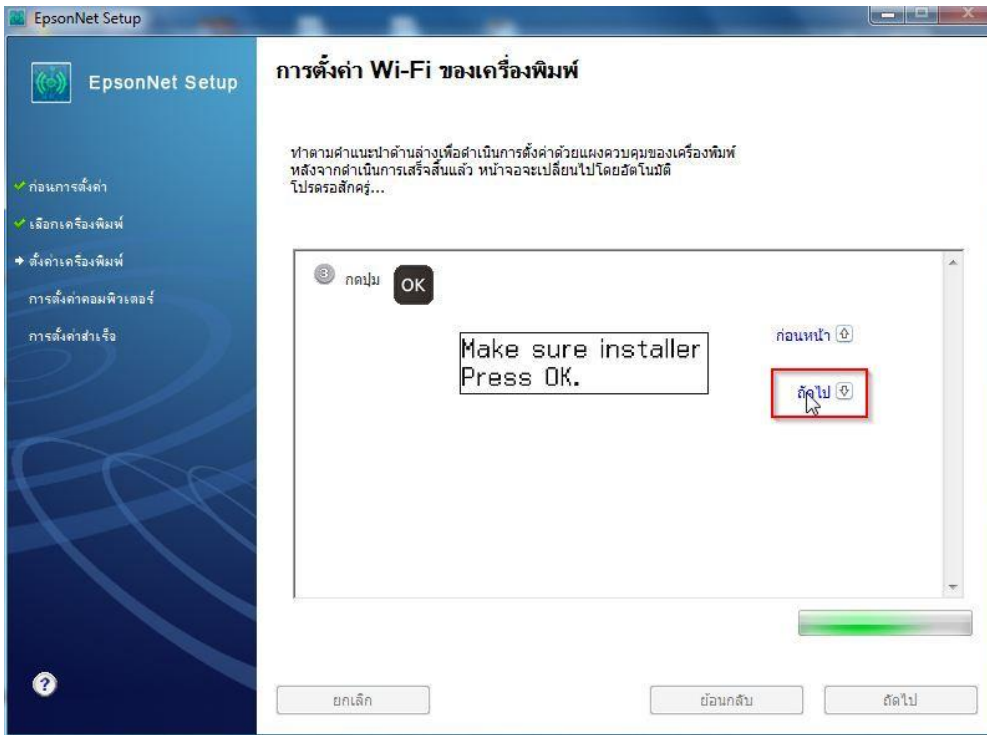 EpsonNet Setup
EpsonNet Setup
✔ก่อนการตั้งค่า
✔เลือกเครื่องพิมพ์
ตั้งค่าเครื่องพิมพ์
การตั้งค่าคอมพิวเตอร์
การตั้งค่าสำเร็จ
?
การตั้งค่า Wi-Fi ของเครื่องพิมพ์
ทำตามคำแนะนำด้านล่างเพื่อดำเนินการตั้งค่าด้วยแผงควบคุมของเครื่องพิมพ์
หลังจากดำเนินการเสร็จสิ้นแล้ว หน้าจอจะเปลี่ยนไปโดยอัตโนมัติ
โปรดรอสักครู่...
3 กดปุ่ม OK
Make sure installer
Press OK.
ก่อนหน้า
ถัดไป
ยกเลิก
ย้อนกลับ
ถัดไป